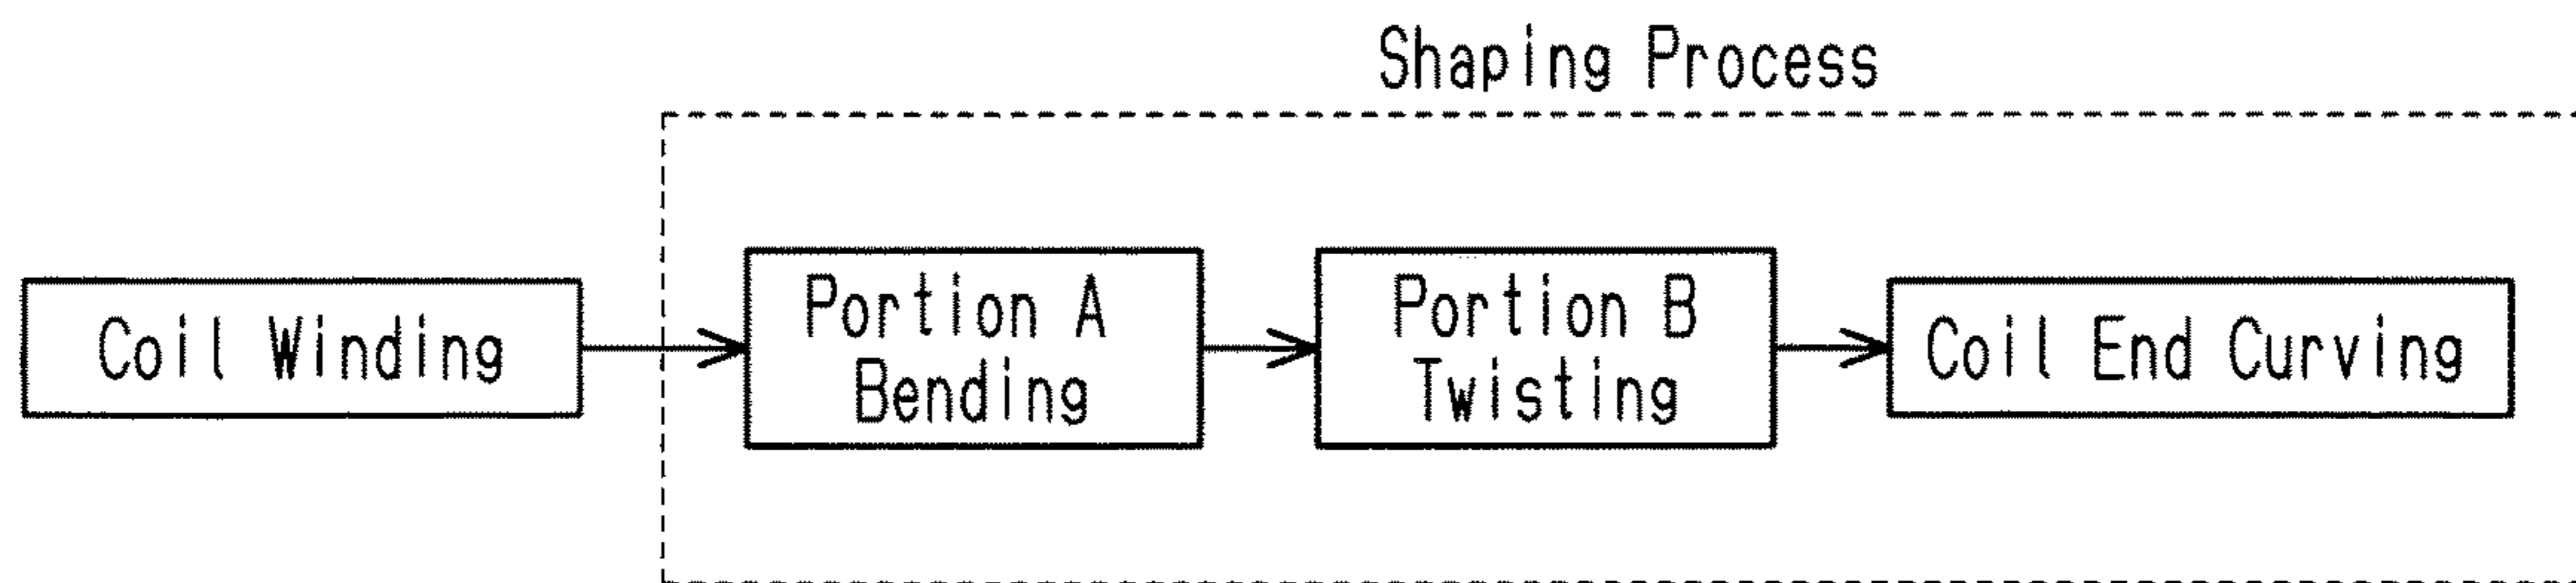 Shaping Process
Coil Winding
Portion A
Bending
Portion B
Twisting
Coil End Curving